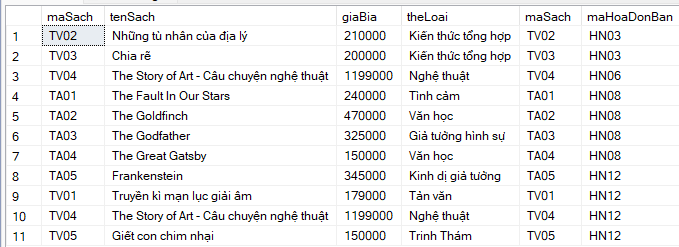 maSach tenSach giaBia theLoai maSach maHoaDonBan
1 TV02 Những tù nhân của địa lý 210000 Kiến thức tổng hợp TV02 HN03
2 TV03 Chia rẽ 200000 Kiến thức tổng hợp TV03 HN03
3 TV04 The Story of Art - Câu chuyện nghệ thuật 1199000 Nghệ thuật TV04 HN06
4 TA01 The Fault In Our Stars 240000 Tình cảm TA01 HN08
5 TA02 The Goldfinch 470000 Văn học TA02 HN08
6 TA03 The Godfather 325000 Giả tưởng hình sự TA03 HN08
7 TA04 The Great Gatsby 150000 Văn học TA04 HN08
8 TA05 Frankenstein 345000 Kinh dị giả tưởng TA05 HN12
9 TV01 Truyền kì mạn lục giải âm 179000 Tản văn TV01 HN12
10 TV04 The Story of Art - Câu chuyện nghệ thuật 1199000 Nghệ thuật TV04 HN12
11 TV05 Giết con chim nhại 150000 Trinh Thám TV05 HN12